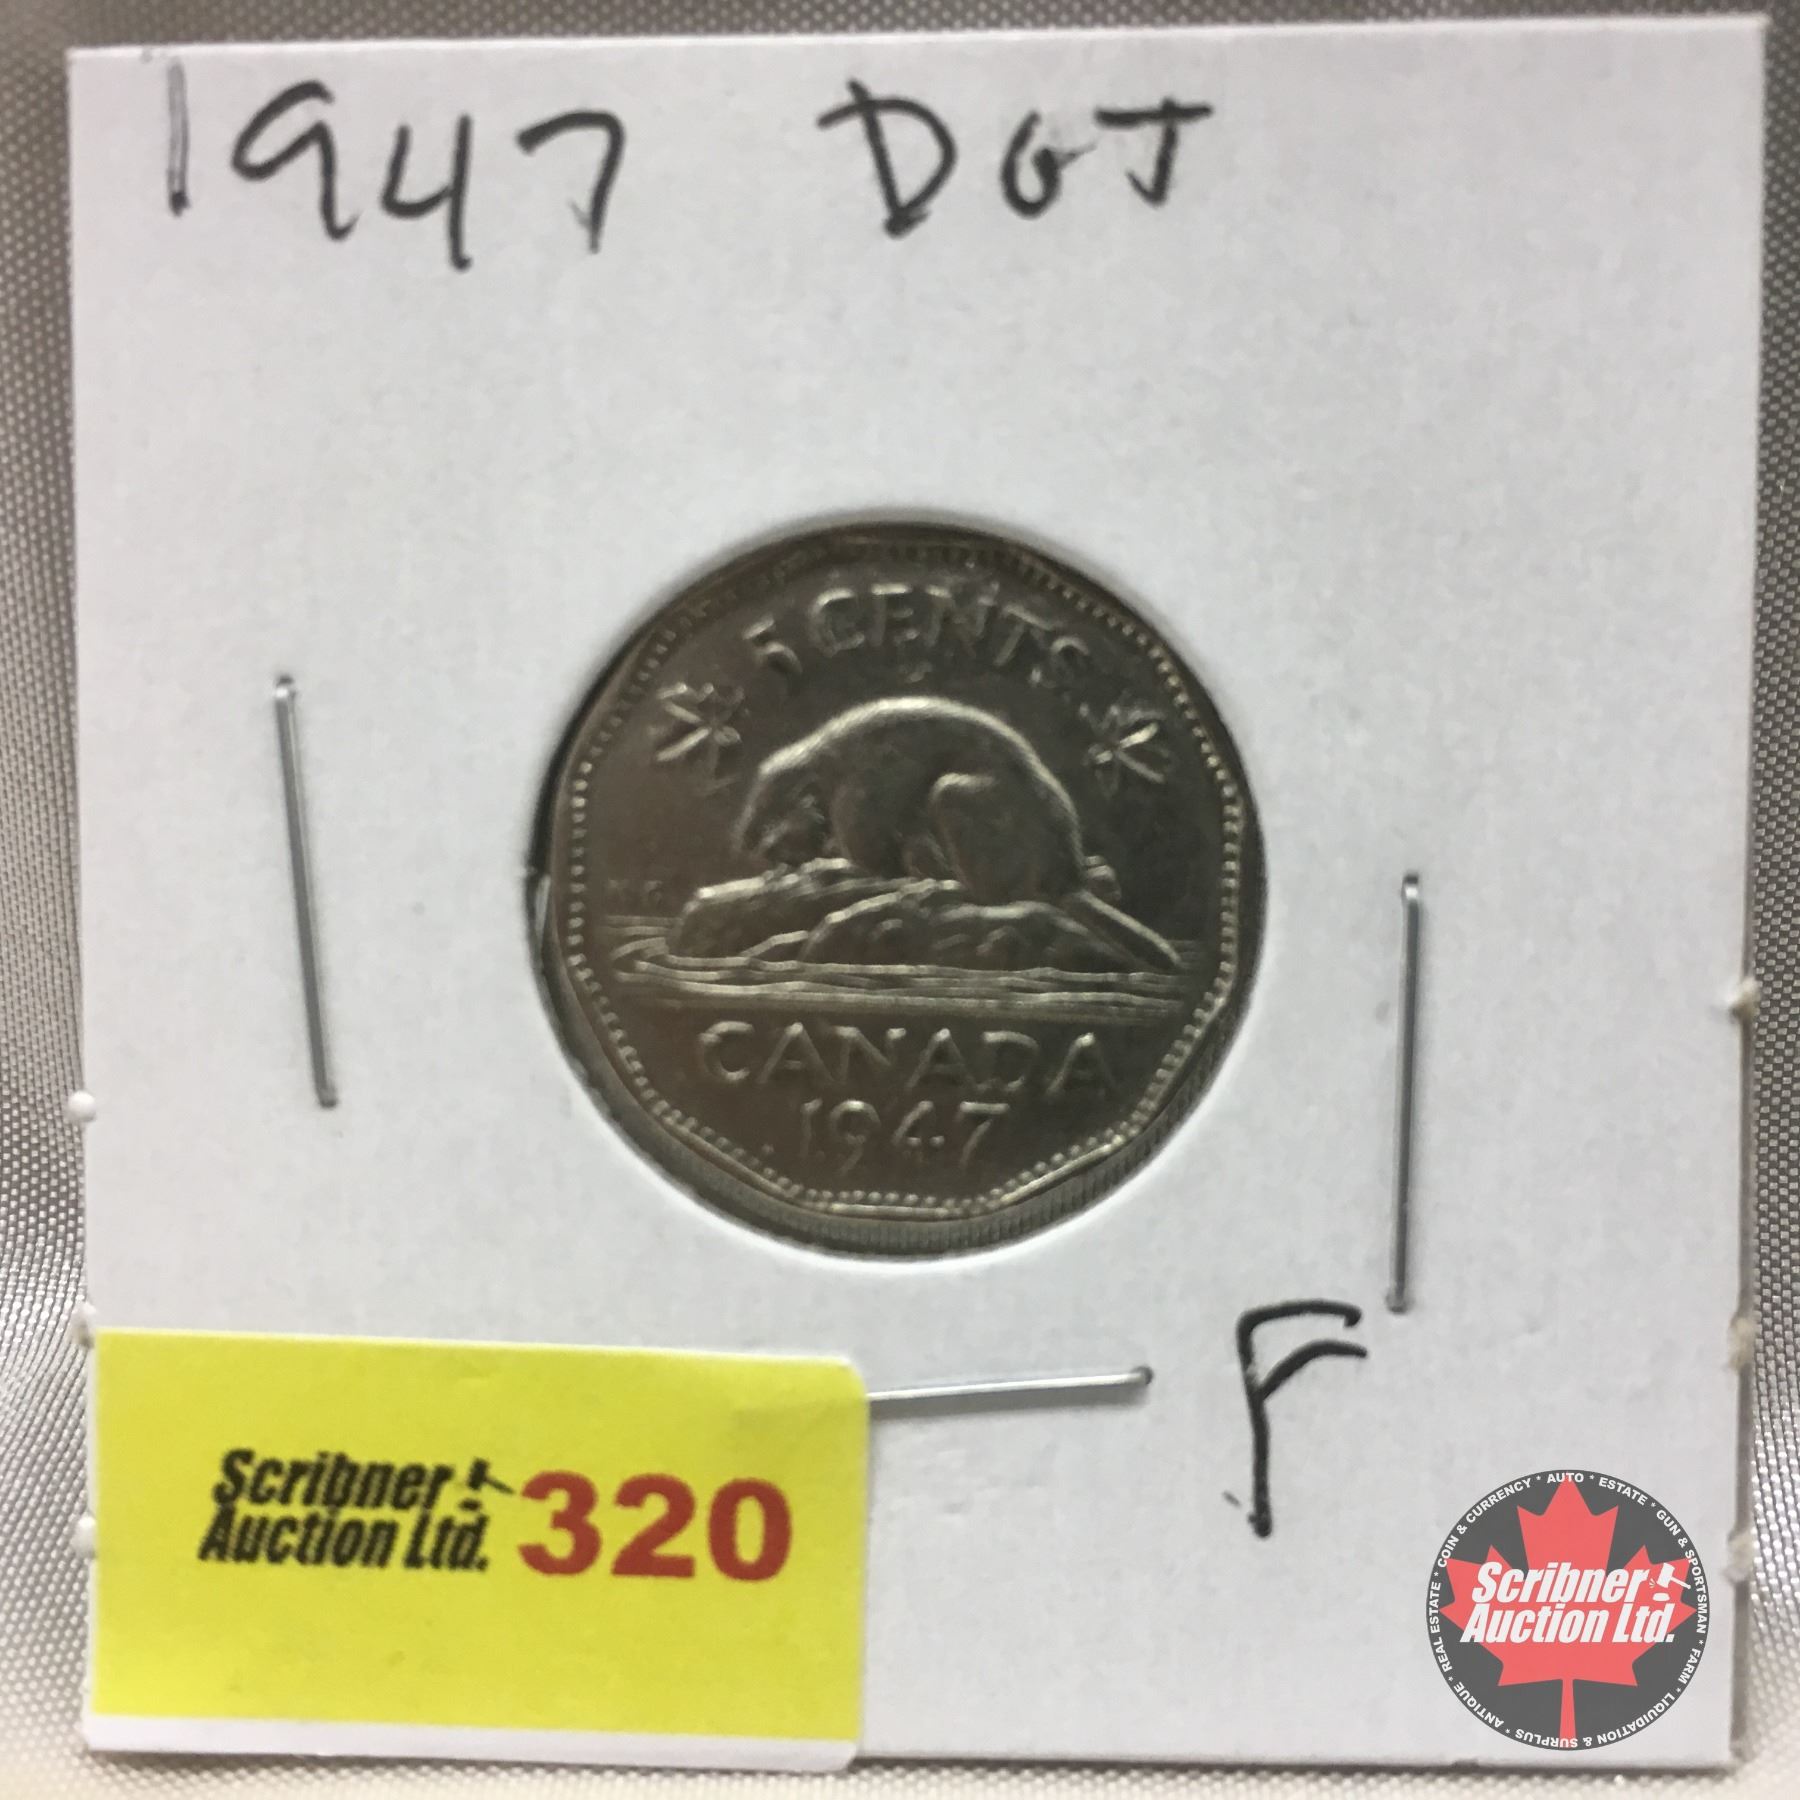 1947 DOT
5 CENTS
CANADA
1947
F
Scribner
Auction Ltd. 320
COIN & CURRENCY * AUTO * ESTATE * GUN & SPORTSMAN * FARM * LIQUIDATION & SURPLUS * ANTIQUE * REAL ESTATE *
Scribner
Auction Ltd.